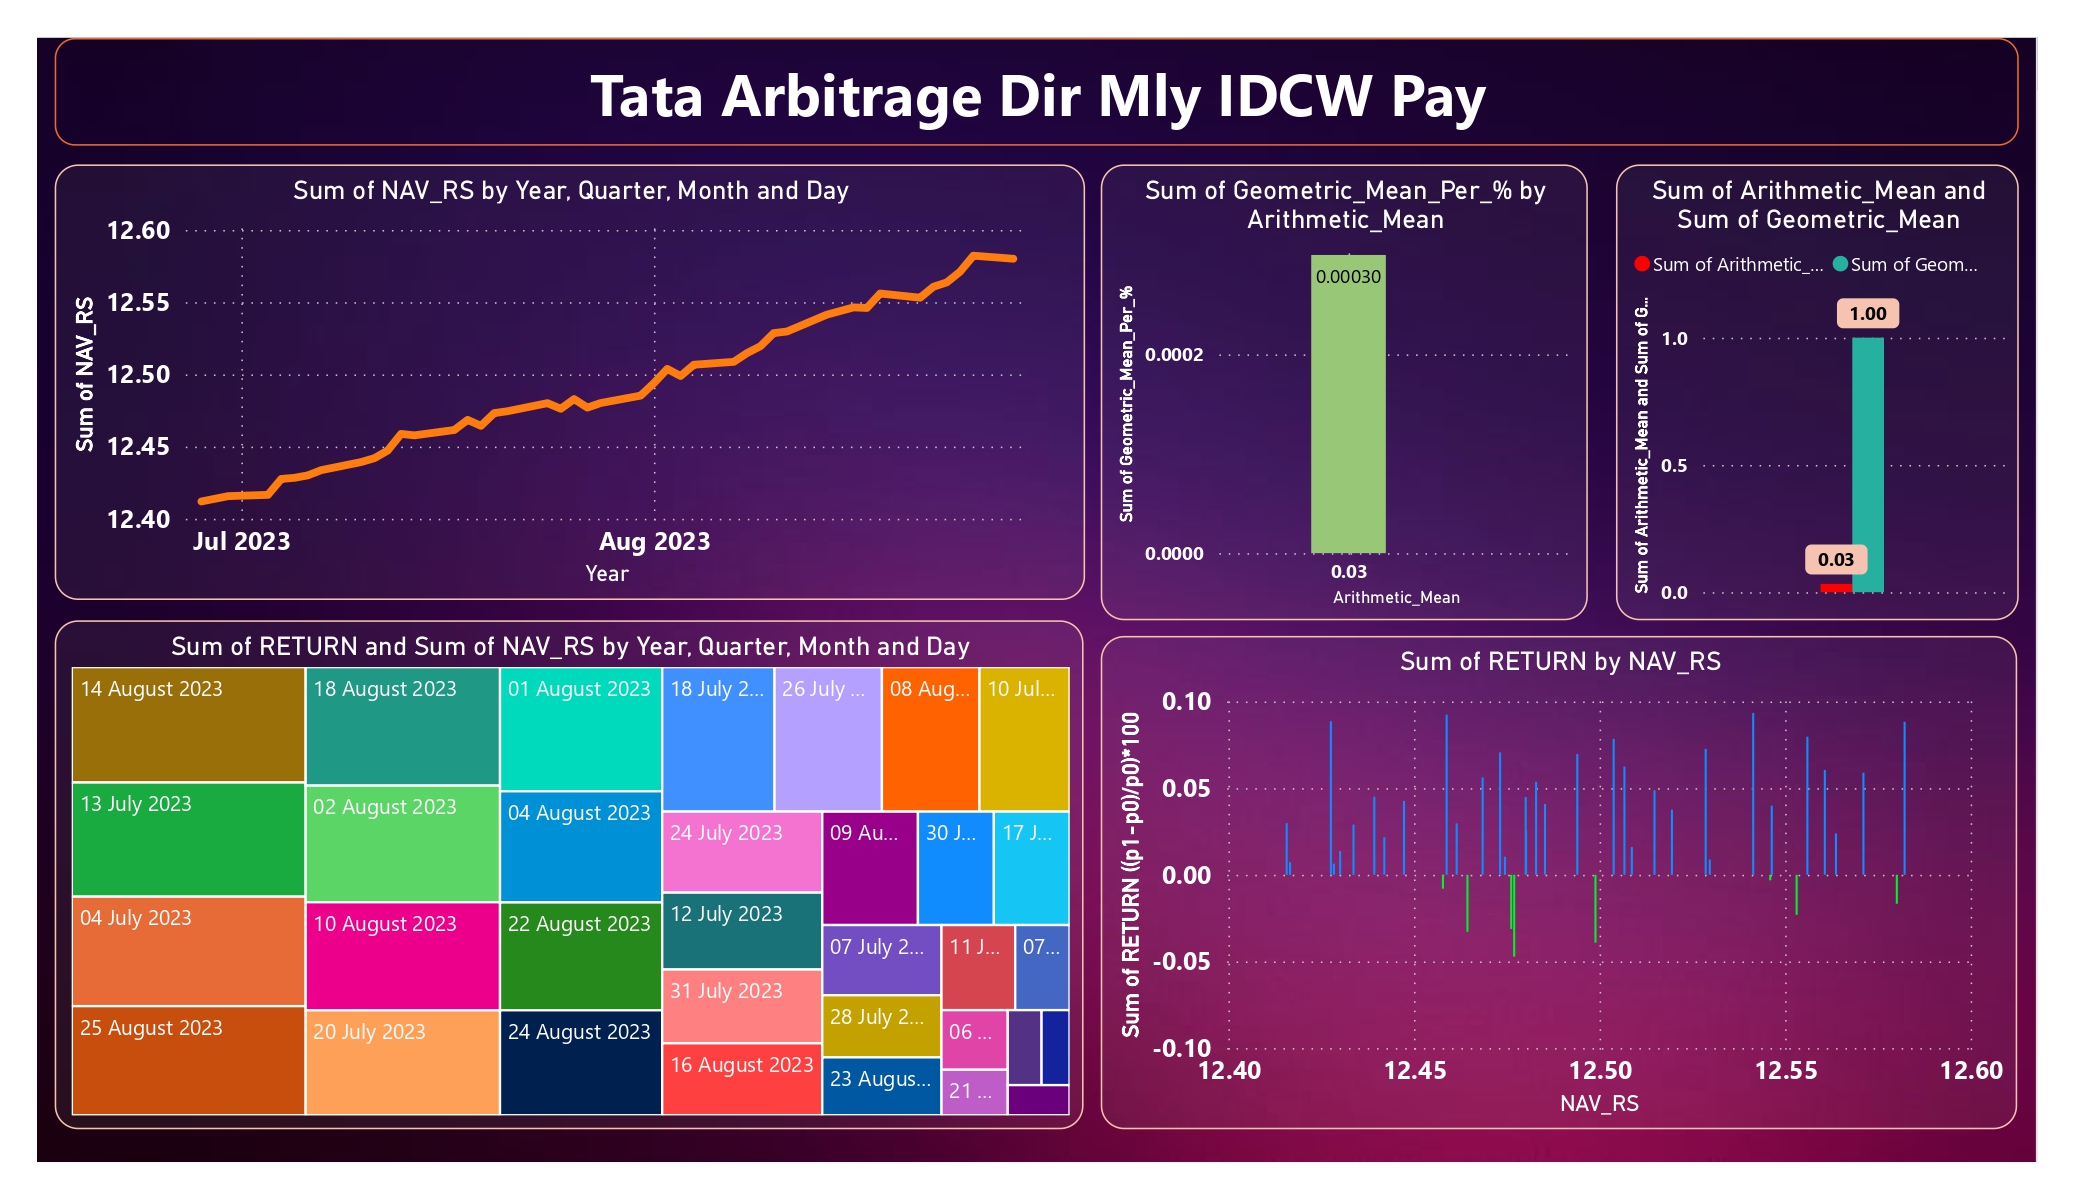 Tata Arbitrage Dir Mly IDCW Pay
Sum of NAV_RS by Year, Quarter, Month and Day
Sum of NAV_RS
12.60
12.55
12.50
12.45
12.40
Jul 2023
Aug 2023
Year
Sum of Geometric_Mean_Per_% by
Arithmetic_Mean
Sum of Geometric_Mean_Per_%
0.00030
0.0002
0.0000
0.03
Arithmetic_Mean
Sum of Arithmetic_Mean and
Sum of Geometric_Mean
Sum of Arithmetic_...
Sum of Geom...
Sum of Arithmetic_Mean and Sum of G...
1.00
1.0
0.5
0.03
0.0
Sum of RETURN and Sum of NAV_RS by Year, Quarter, Month and Day
14 August 2023
13 July 2023
04 July 2023
25 August 2023
18 August 2023
02 August 2023
10 August 2023
20 July 2023
01 August 2023
04 August 2023
22 August 2023
24 August 2023
18 July 2...
26 July ...
08 Aug...
10 Jul...
24 July 2023
12 July 2023
31 July 2023
16 August 2023
09 Au...
30 J...
17 J...
07 July 2...
28 July 2...
23 Augus...
11 J...
07...
06 ...
21 ...
Sum of RETURN by NAV_RS
Sum of RETURN ((p1-p0)/p0)*100
0.10
0.05
0.00
-0.05
-0.10
12.40
12.45
12.50
12.55
12.60
NAV_RS